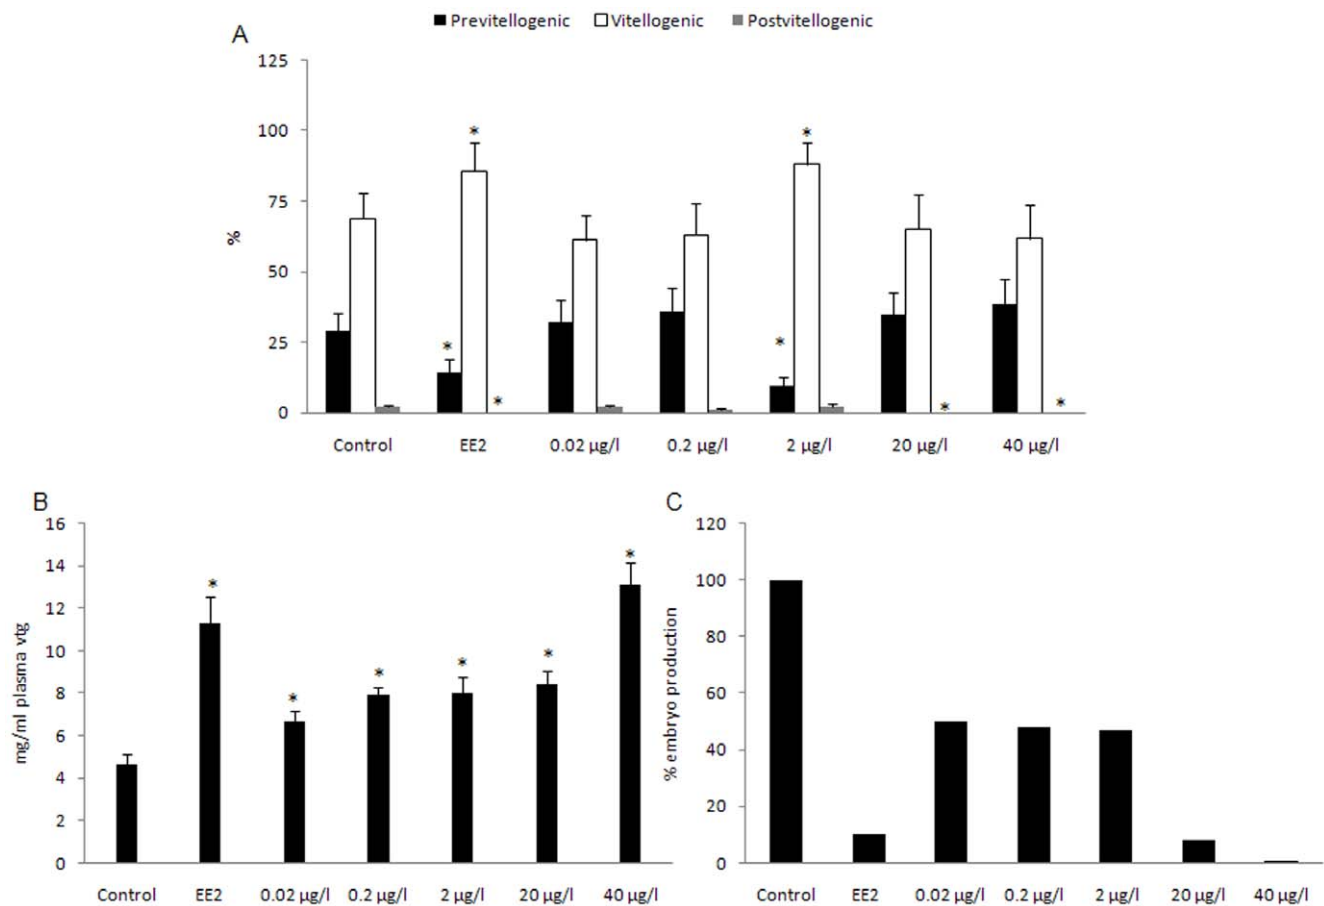 Previtellogenic Vitellogenic Postvitellogenic
A
125
100
75
50
25
0
%
* * * * * * *
Control EE2 0.02 µg/l 0.2 µg/l 2 µg/l 20 µg/l 40 µg/l
B
16
14
12
10
8
6
4
2
0
mg/ml plasma vtg
* * * * * *
Control EE2 0.02 µg/l 0.2 µg/l 2 µg/l 20 µg/l 40 µg/l
C
120
100
80
60
40
20
0
% embryo production
Control EE2 0.02 µg/l 0.2 µg/l 2 µg/l 20 µg/l 40 µg/l